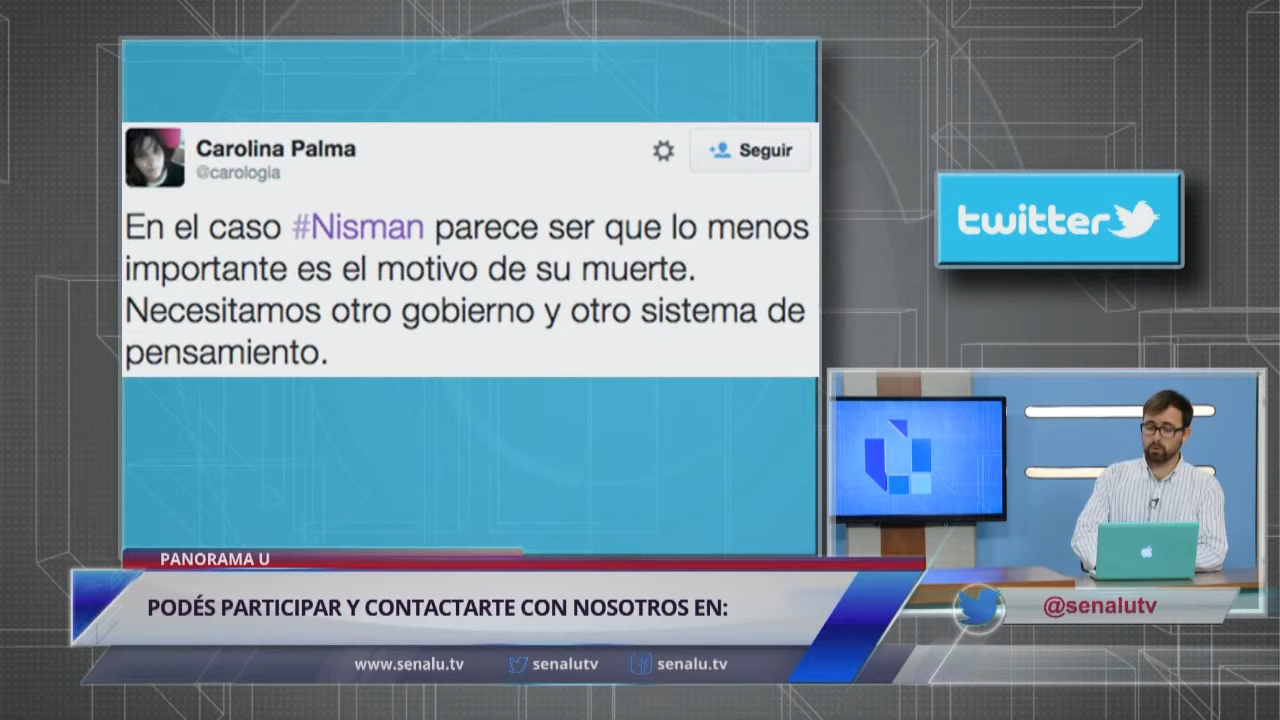 Carolina Palma
@carologia
Seguir
En el caso #Nisman parece ser que lo menos
importante es el motivo de su muerte.
Necesitamos otro gobierno y otro sistema de
pensamiento.
twitter
PANORAMA U
PODÉS PARTICIPAR Y CONTACTARTE CON NOSOTROS EN:
@senalutv
www.senalu.tv senalutv senalu.tv